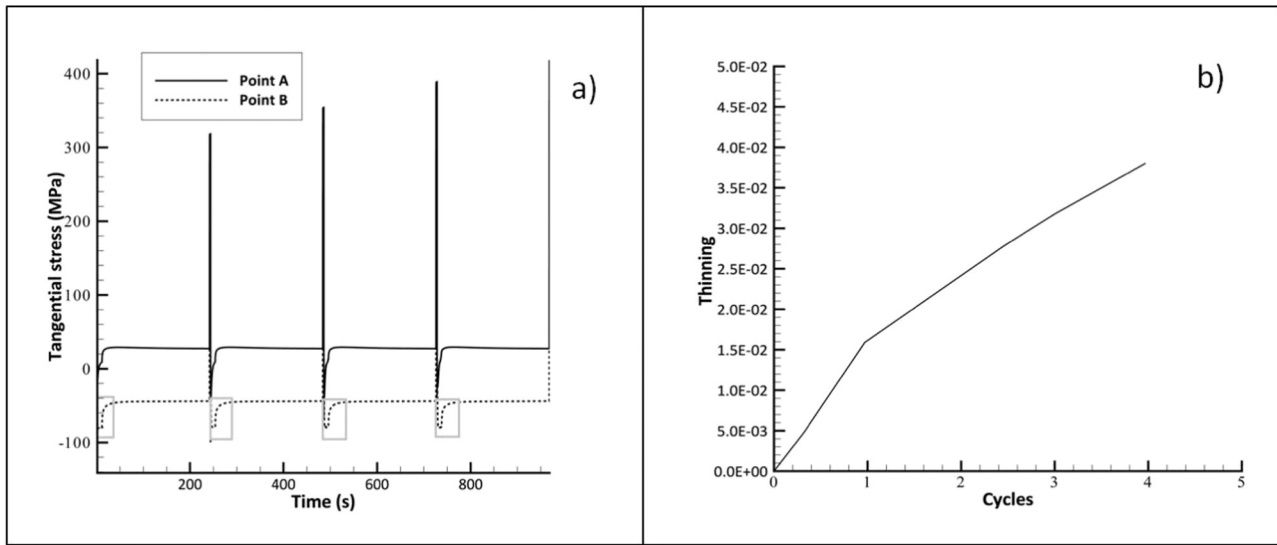 Point A
Point B
a)
400
300
200
100
0
-100
Tangential stress (MPa)
200
400
600
800
Time (s)
b)
5.0E-02
4.5E-02
4.0E-02
3.5E-02
3.0E-02
2.5E-02
2.0E-02
1.5E-02
1.0E-02
5.0E-03
0.0E+00
Thinning
0
1
2
3
4
5
Cycles